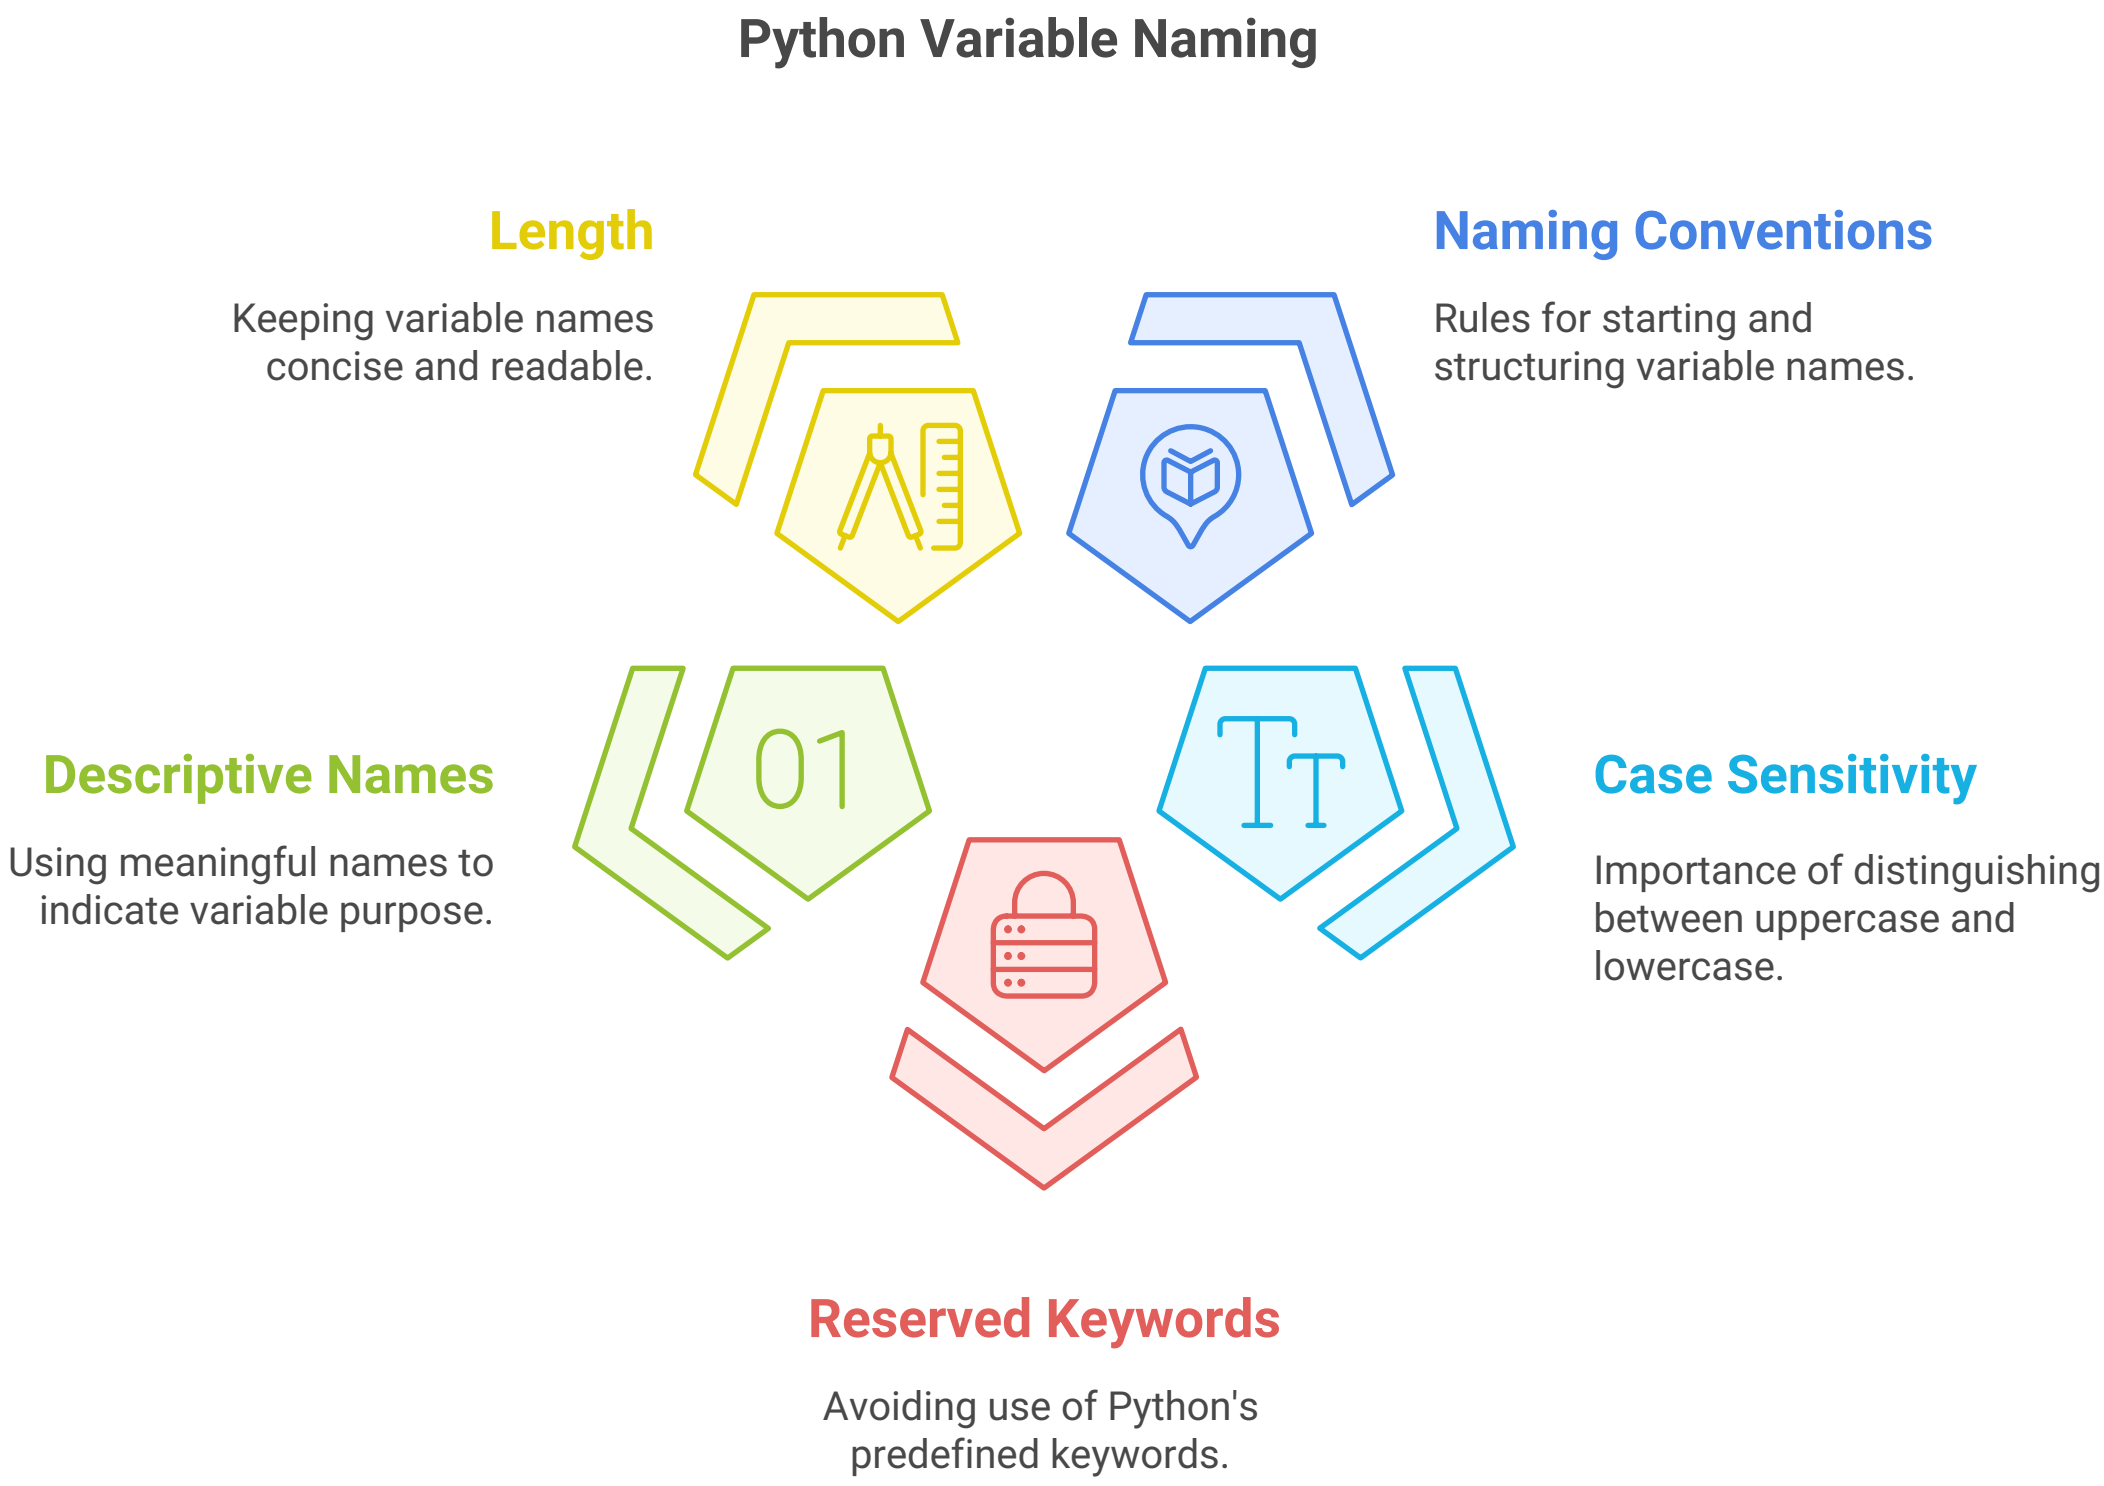 Python Variable Naming
Length
Keeping variable names
concise and readable.
Naming Conventions
Rules for starting and
structuring variable names.
Descriptive Names
Using meaningful names to
indicate variable purpose.
01
Tт
Case Sensitivity
Importance of distinguishing
between uppercase and
lowercase.
Reserved Keywords
Avoiding use of Python's
predefined keywords.